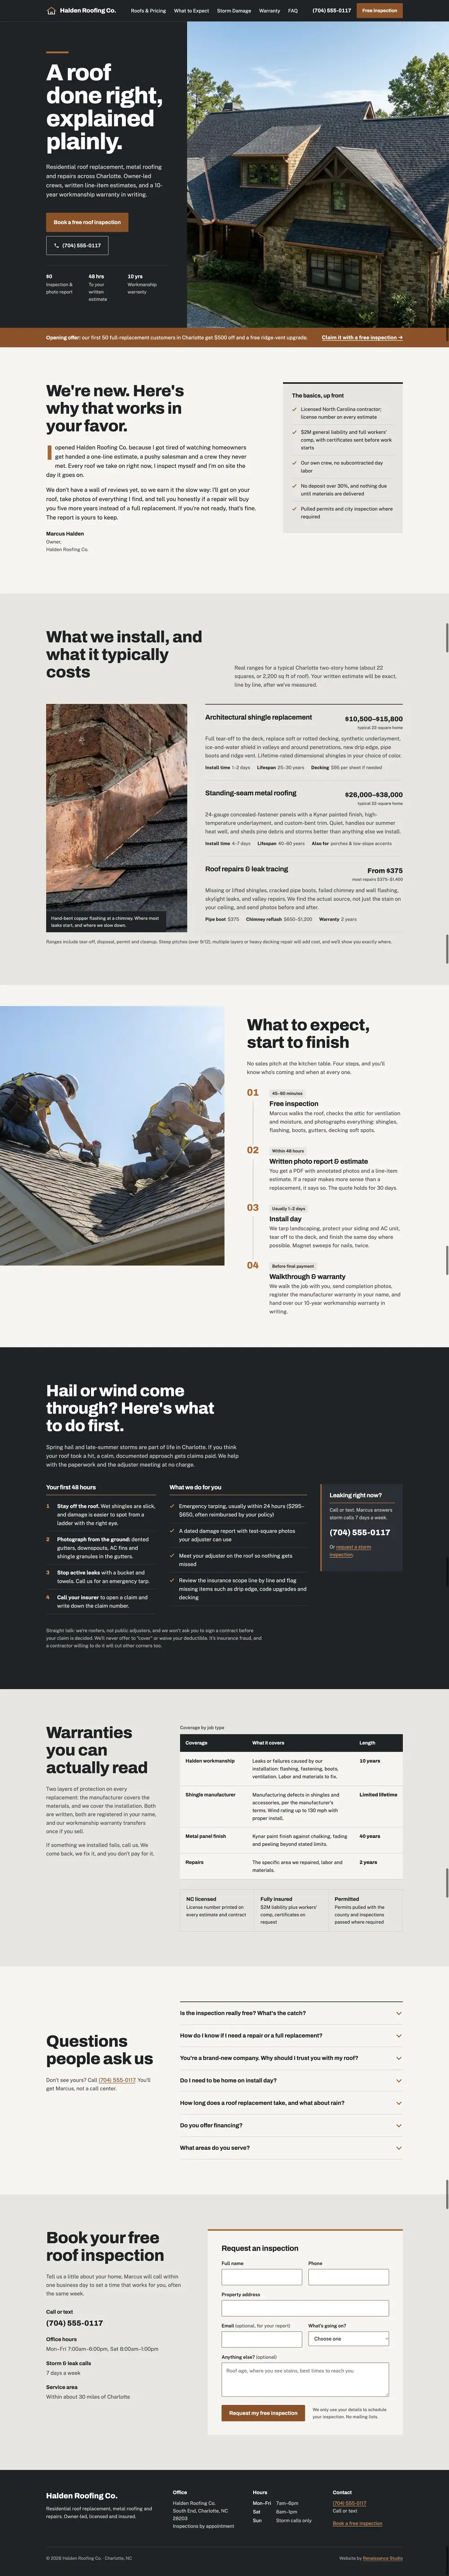 Halden Roofing Co.
Roofs & Pricing
What to Expect
Storm Damage
Warranty
FAQ
(704) 555-0117
Free inspection
A roof
done right,
explained
plainly.
Residential roof replacement, metal roofing
and repairs across Charlotte. Owner-led
crews, written line-item estimates, and a 10-
year workmanship warranty in writing.
Book a free roof inspection
(704) 555-0117
$0
Inspection &
photo report
48 hrs
To your
written
estimate
10 yrs
Workmanship
warranty
Opening offer: our first 50 full-replacement customers in Charlotte get $500 off and a free ridge-vent upgrade.
Claim it with a free inspection →
We're new. Here's
why that works in
your favor.
I opened Halden Roofing Co. because I got tired of watching homeowners
get handed a one-line estimate, a pushy salesman and a crew they never
met. Every roof we take on right now, I inspect myself and I'm on site the
day it goes on.
We don't have a wall of reviews yet, so we earn it the slow way: I'll get on your
roof, take photos of everything I find, and tell you honestly if a repair will buy
you five more years instead of a full replacement. If you're not ready, that's fine.
The report is yours to keep.
Marcus Halden
Owner,
Halden Roofing Co.
The basics, up front
Licensed North Carolina contractor;
license number on every estimate
$2M general liability and full workers'
comp, with certificates sent before work
starts
Our own crew, no subcontracted day
labor
No deposit over 30%, and nothing due
until materials are delivered
Pulled permits and city inspection where
required
What we install, and
what it typically
costs
Real ranges for a typical Charlotte two-story home (about 22
squares, or 2,200 sq ft of roof). Your written estimate will be exact,
line by line, after we've measured.
Hand-bent copper flashing at a chimney. Where most
leaks start, and where we slow down.
Architectural shingle replacement
$10,500–$15,800
typical 22-square home
Full tear-off to the deck, replace soft or rotted decking, synthetic underlayment,
ice-and-water shield in valleys and around penetrations, new drip edge, pipe
boots and ridge vent. Lifetime-rated dimensional shingles in your choice of color.
Install time 1–2 days
Lifespan 25–30 years
Decking $95 per sheet if needed
Standing-seam metal roofing
$26,000–$38,000
typical 22-square home
24-gauge concealed-fastener panels with a Kynar painted finish, high-
temperature underlayment, and custom-bent trim. Quiet, handles our summer
heat well, and sheds pine debris and storms better than anything else we install.
Install time 4–7 days
Lifespan 40–60 years
Also for porches & low-slope accents
Roof repairs & leak tracing
From $375
most repairs $375–$1,400
Missing or lifted shingles, cracked pipe boots, failed chimney and wall flashing,
skylight leaks, and valley repairs. We find the actual source, not just the stain on
your ceiling, and send photos before and after.
Pipe boot $375
Chimney reflash $650–$1,200
Warranty 2 years
Ranges include tear-off, disposal, permit and cleanup. Steep pitches (over 9/12), multiple layers or heavy decking repair will add cost, and we'll show you exactly where.
What to expect,
start to finish
No sales pitch at the kitchen table. Four steps, and you'll
know who's coming and when at every one.
01
45–60 minutes
Free inspection
Marcus walks the roof, checks the attic for ventilation
and moisture, and photographs everything: shingles,
flashing, boots, gutters, decking soft spots.
02
Within 48 hours
Written photo report & estimate
You get a PDF with annotated photos and a line-item
estimate. If a repair makes more sense than a
replacement, it says so. The quote holds for 30 days.
03
Usually 1–2 days
Install day
We tarp landscaping, protect your siding and AC unit,
tear off to the deck, and finish the same day where
possible. Magnet sweeps for nails, twice.
04
Before final payment
Walkthrough & warranty
We walk the job with you, send completion photos,
register the manufacturer warranty in your name, and
hand over our 10-year workmanship warranty in
writing.
Hail or wind come
through? Here's what
to do first.
Spring hail and late-summer storms are part of life in Charlotte. If you think
your roof took a hit, a calm, documented approach gets claims paid. We help
with the paperwork and the adjuster meeting at no charge.
Your first 48 hours
1 Stay off the roof. Wet shingles are slick,
and damage is easier to spot from a
ladder with the right eye.
2 Photograph from the ground: dented
gutters, downspouts, AC fins and
shingle granules in the gutters.
3 Stop active leaks with a bucket and
towels. Call us for an emergency tarp.
4 Call your insurer to open a claim and
write down the claim number.
What we do for you
Emergency tarping, usually within 24 hours ($295–
$650, often reimbursed by your policy)
A dated damage report with test-square photos
your adjuster can use
Meet your adjuster on the roof so nothing gets
missed
Review the insurance scope line by line and flag
missing items such as drip edge, code upgrades and
decking
Leaking right now?
Call or text. Marcus answers
storm calls 7 days a week.
(704) 555-0117
Or request a storm
inspection.
Straight talk: we're roofers, not public adjusters, and we won't ask you to sign a contract before
your claim is decided. We'll never offer to "cover" or waive your deductible. It's insurance fraud, and
a contractor willing to do it will cut other corners too.
Warranties
you can
actually read
Two layers of protection on every
replacement: the manufacturer covers the
materials, and we cover the installation. Both
are written, both are registered in your name,
and our workmanship warranty transfers
once if you sell.
If something we installed fails, call us. We
come back, we fix it, and you don't pay for it.
Coverage by job type
Coverage
What it covers
Length
Halden workmanship
Leaks or failures caused by our
installation: flashing, fastening, boots,
ventilation. Labor and materials to fix.
10 years
Shingle manufacturer
Manufacturing defects in shingles and
accessories, per the manufacturer's
terms. Wind rating up to 130 mph with
proper install.
Limited lifetime
Metal panel finish
Kynar paint finish against chalking, fading
and peeling beyond stated limits.
40 years
Repairs
The specific area we repaired, labor and
materials.
2 years
NC licensed
License number printed on
every estimate and contract
Fully insured
$2M liability plus workers'
comp, certificates on
request
Permitted
Permits pulled with the
county and inspections
passed where required
Questions
people ask us
Don't see yours? Call (704) 555-0117. You'll
get Marcus, not a call center.
Is the inspection really free? What's the catch?
How do I know if I need a repair or a full replacement?
You're a brand-new company. Why should I trust you with my roof?
Do I need to be home on install day?
How long does a roof replacement take, and what about rain?
Do you offer financing?
What areas do you serve?
Book your free
roof inspection
Tell us a little about your home. Marcus will call within
one business day to set a time that works for you, often
the same week.
Call or text
(704) 555-0117
Office hours
Mon–Fri 7:00am–6:00pm, Sat 8:00am–1:00pm
Storm & leak calls
7 days a week
Service area
Within about 30 miles of Charlotte
Request an inspection
Full name
Phone
Property address
Email (optional, for your report)
What's going on?
Choose one
Anything else? (optional)
Roof age, where you see stains, best times to reach you
Request my free inspection
We only use your details to schedule
your inspection. No mailing lists.
Halden Roofing Co.
Residential roof replacement, metal roofing and
repairs. Owner-led, licensed and insured.
Office
Halden Roofing Co.
South End, Charlotte, NC
28203
Inspections by appointment
Hours
Mon–Fri 7am–6pm
Sat 8am–1pm
Sun Storm calls only
Contact
(704) 555-0117
Call or text
Book a free inspection
© 2026 Halden Roofing Co. · Charlotte, NC
Website by Renaissance Studio